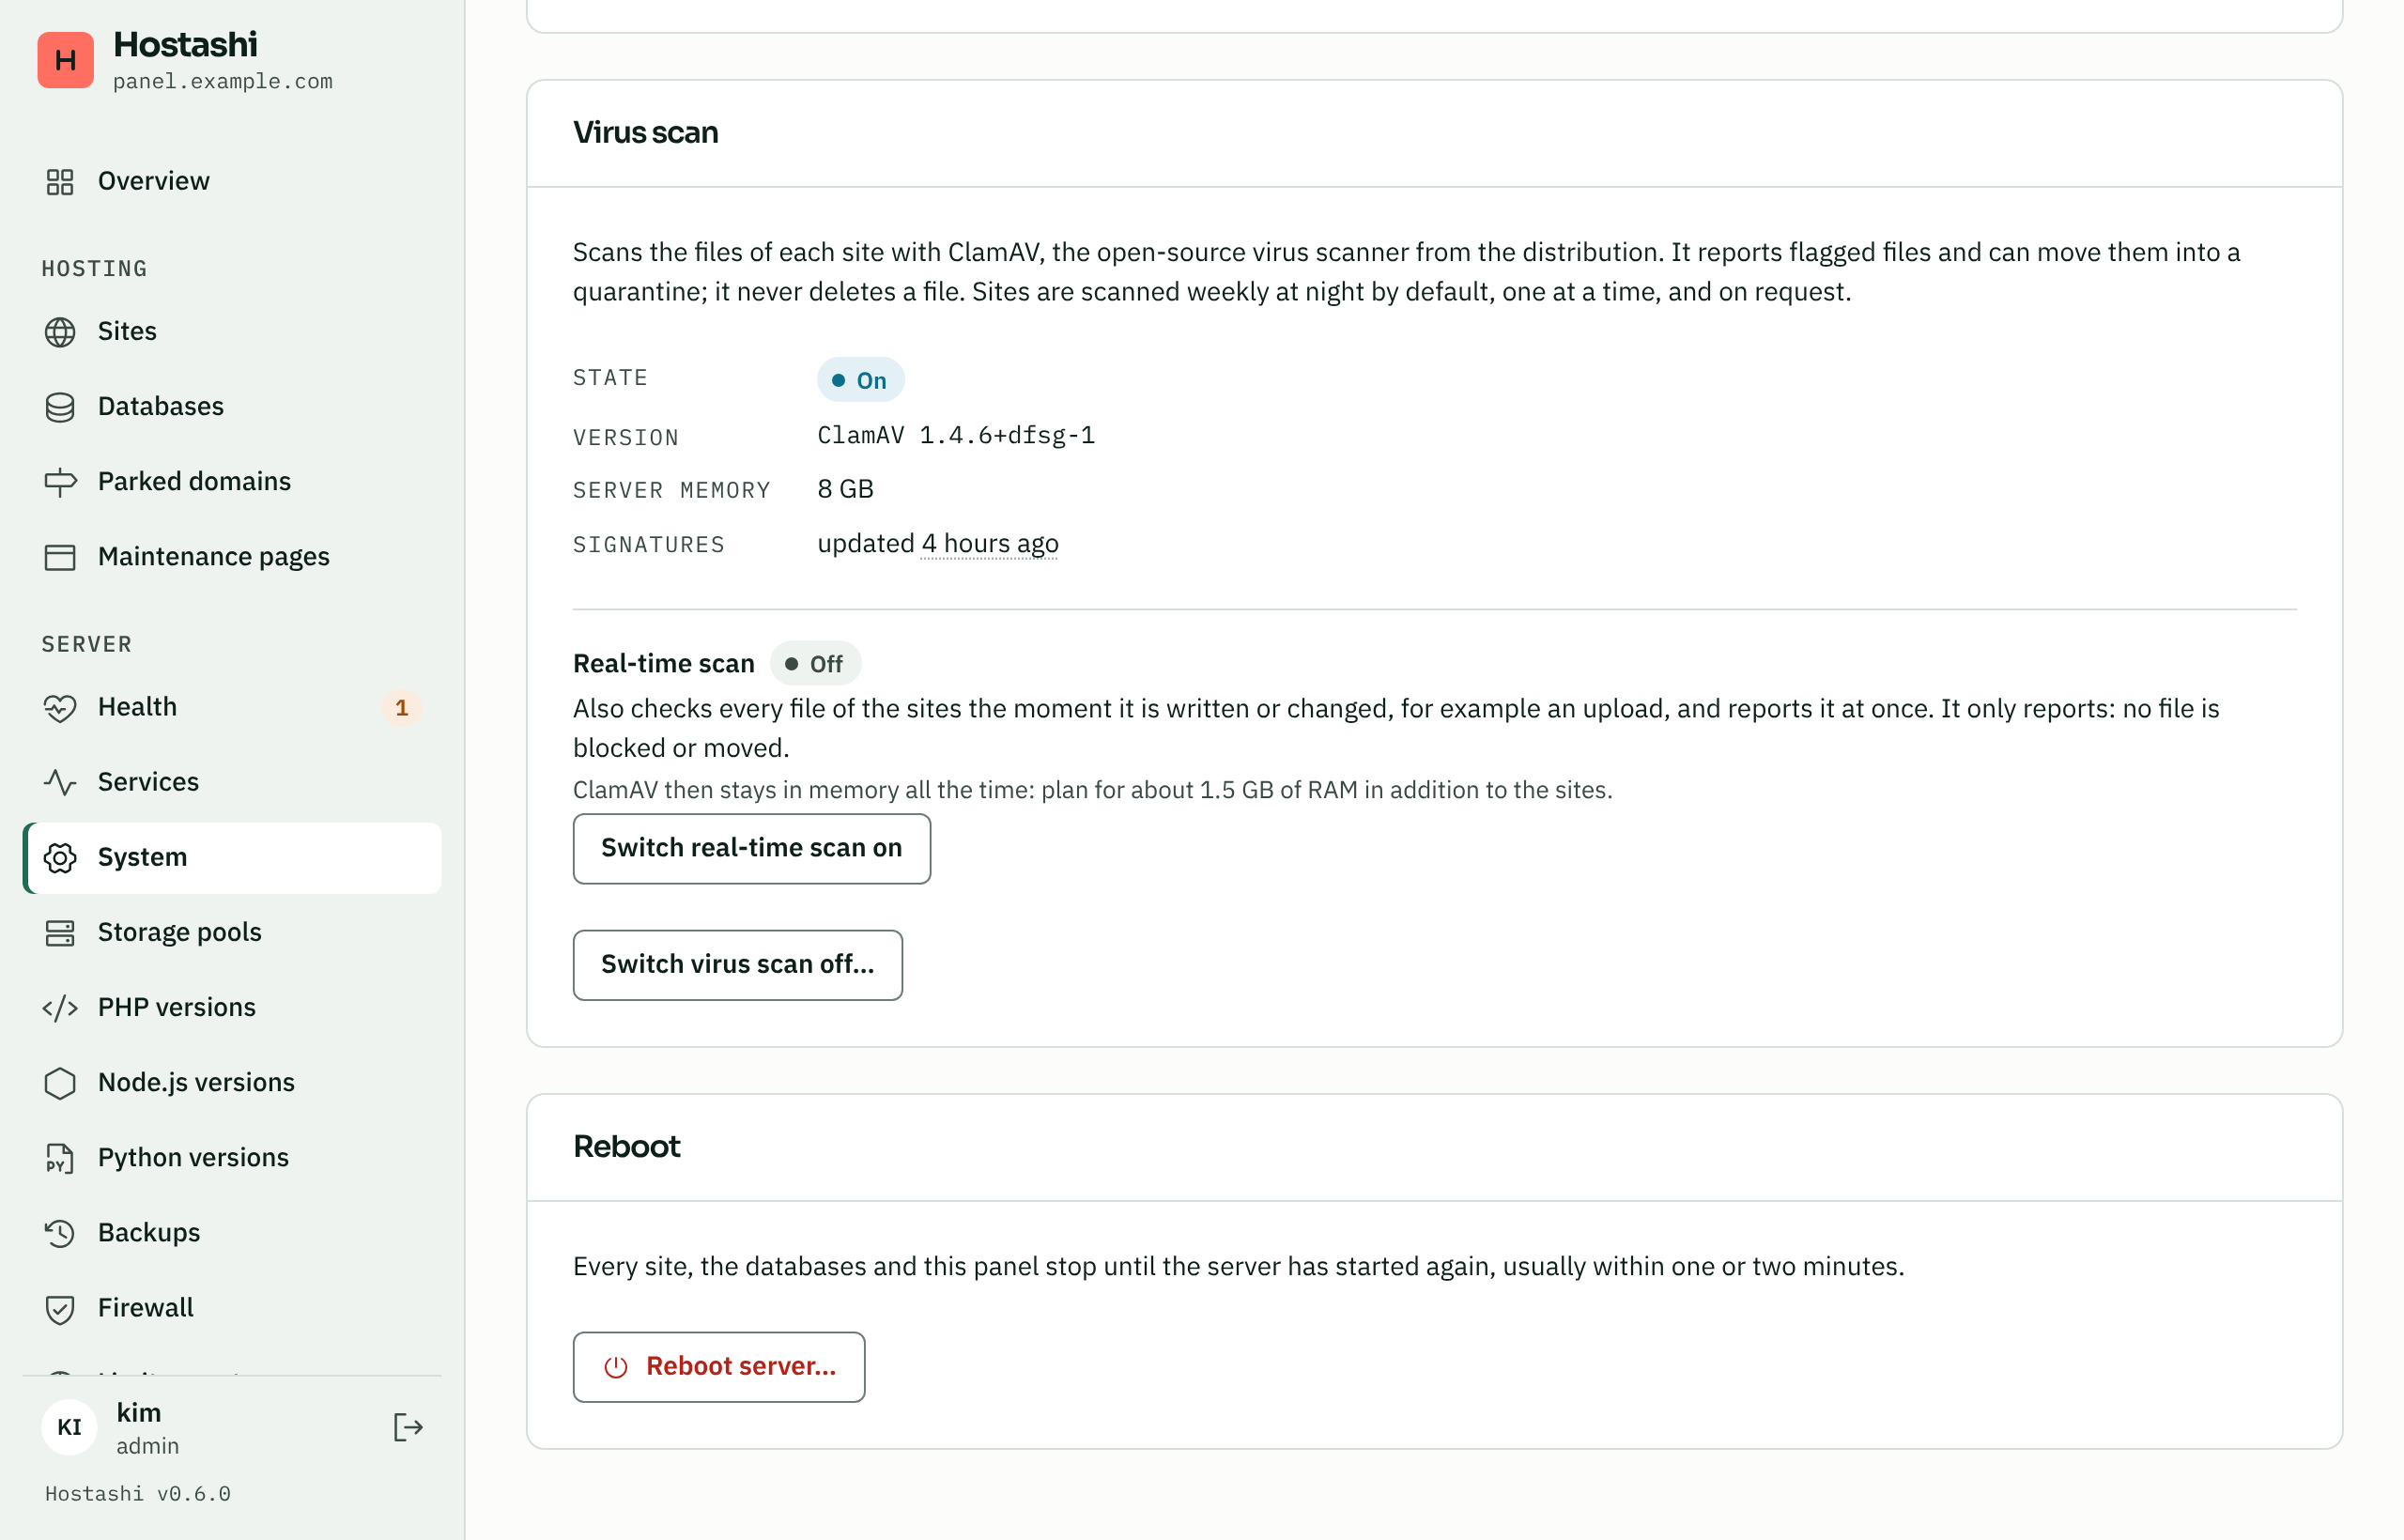 H
Hostashi
panel.example.com
Overview
HOSTING
Sites
Databases
Parked domains
Maintenance pages
SERVER
Health 1
Services
System
Storage pools
PHP versions
Node.js versions
PY
Python versions
Backups
Firewall
KI
kim
admin
Hostashi v0.6.0
Virus scan
Scans the files of each site with ClamAV, the open-source virus scanner from the distribution. It reports flagged files and can move them into a
quarantine; it never deletes a file. Sites are scanned weekly at night by default, one at a time, and on request.
STATE On
VERSION ClamAV 1.4.6+dfsg-1
SERVER MEMORY 8 GB
SIGNATURES updated 4 hours ago
Real-time scan Off
Also checks every file of the sites the moment it is written or changed, for example an upload, and reports it at once. It only reports: no file is
blocked or moved.
ClamAV then stays in memory all the time: plan for about 1.5 GB of RAM in addition to the sites.
Switch real-time scan on
Switch virus scan off...
Reboot
Every site, the databases and this panel stop until the server has started again, usually within one or two minutes.
Reboot server...